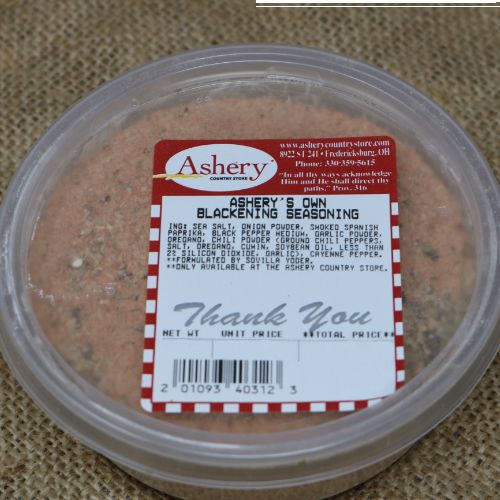 Ashery
COUNTRY STORE
www.asherycountrystore.com
8922 ST 241 • Fredericksburg, OH
Phone: 330-359-5615
"In all thy ways acknowledge
Him and He shall direct thy
paths." Prov. 3:6
ASHERY'S OWN
BLACKENING SEASONING
ING: SEA SALT, ONION POWDER, SMOKED SPANISH
PAPRIKA, BLACK PEPPER MEDIUM, GARLIC POWDER,
OREGANO, CHILI POWDER (GROUND CHILI PEPPERS,
SALT, OREGANO, CUMIN, SOYBEAN OIL, LESS THAN
2% SILICON DIOXIDE, GARLIC), CAYENNE PEPPER.
**FORMULATED BY SOVILLA YODER.
**ONLY AVAILABLE AT THE ASHERY COUNTRY STORE.
Thank You
NET WT UNIT PRICE **TOTAL PRICE**
2 01093 40312 3